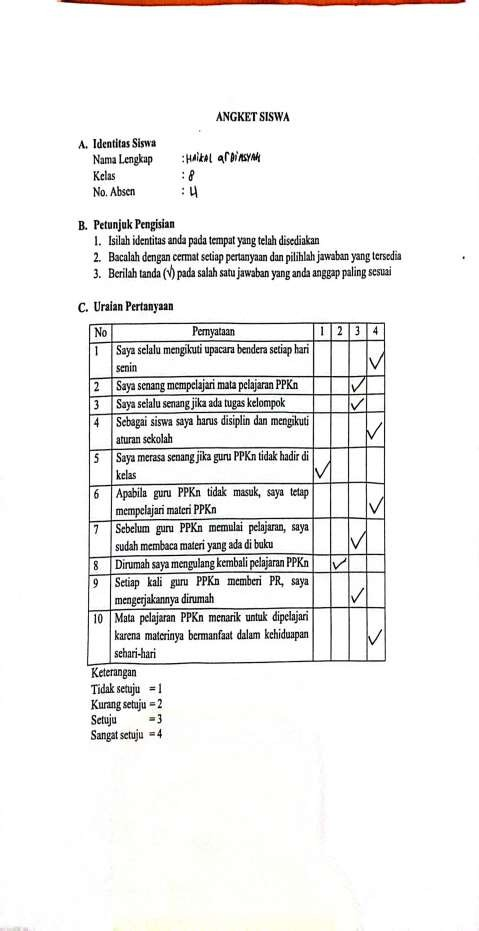 ANGKET SISWA
A. Identitas Siswa
Nama Lengkap : HAiKAL ArDiANSYAH
Kelas : 8
No. Absen : 4
B. Petunjuk Pengisian
1. Isilah identitas anda pada tempat yang telah disediakan
2. Bacalah dengan cermat setiap pertanyaan dan pilihlah jawaban yang tersedia
3. Berilah tanda (√) pada salah satu jawaban yang anda anggap paling sesuai
C. Uraian Pertanyaan
No Pernyataan 1 2 3 4
1 Saya selalu mengikuti upacara bendera setiap hari
senin ✓
2 Saya senang mempelajari mata pelajaran PPKn ✓
3 Saya selalu senang jika ada tugas kelompok ✓
4 Sebagai siswa saya harus disiplin dan mengikuti
aturan sekolah ✓
5 Saya merasa senang jika guru PPKn tidak hadir di
kelas ✓
6 Apabila guru PPKn tidak masuk, saya tetap
mempelajari materi PPKn ✓
7 Sebelum guru PPKn memulai pelajaran, saya
sudah membaca materi yang ada di buku ✓
8 Dirumah saya mengulang kembali pelajaran PPKn ✓
9 Setiap kali guru PPKn memberi PR, saya
mengerjakannya dirumah ✓
10 Mata pelajaran PPKn menarik untuk dipelajari
karena materinya bermanfaat dalam kehiduapan
sehari-hari ✓
Keterangan
Tidak setuju = 1
Kurang setuju = 2
Setuju = 3
Sangat setuju = 4